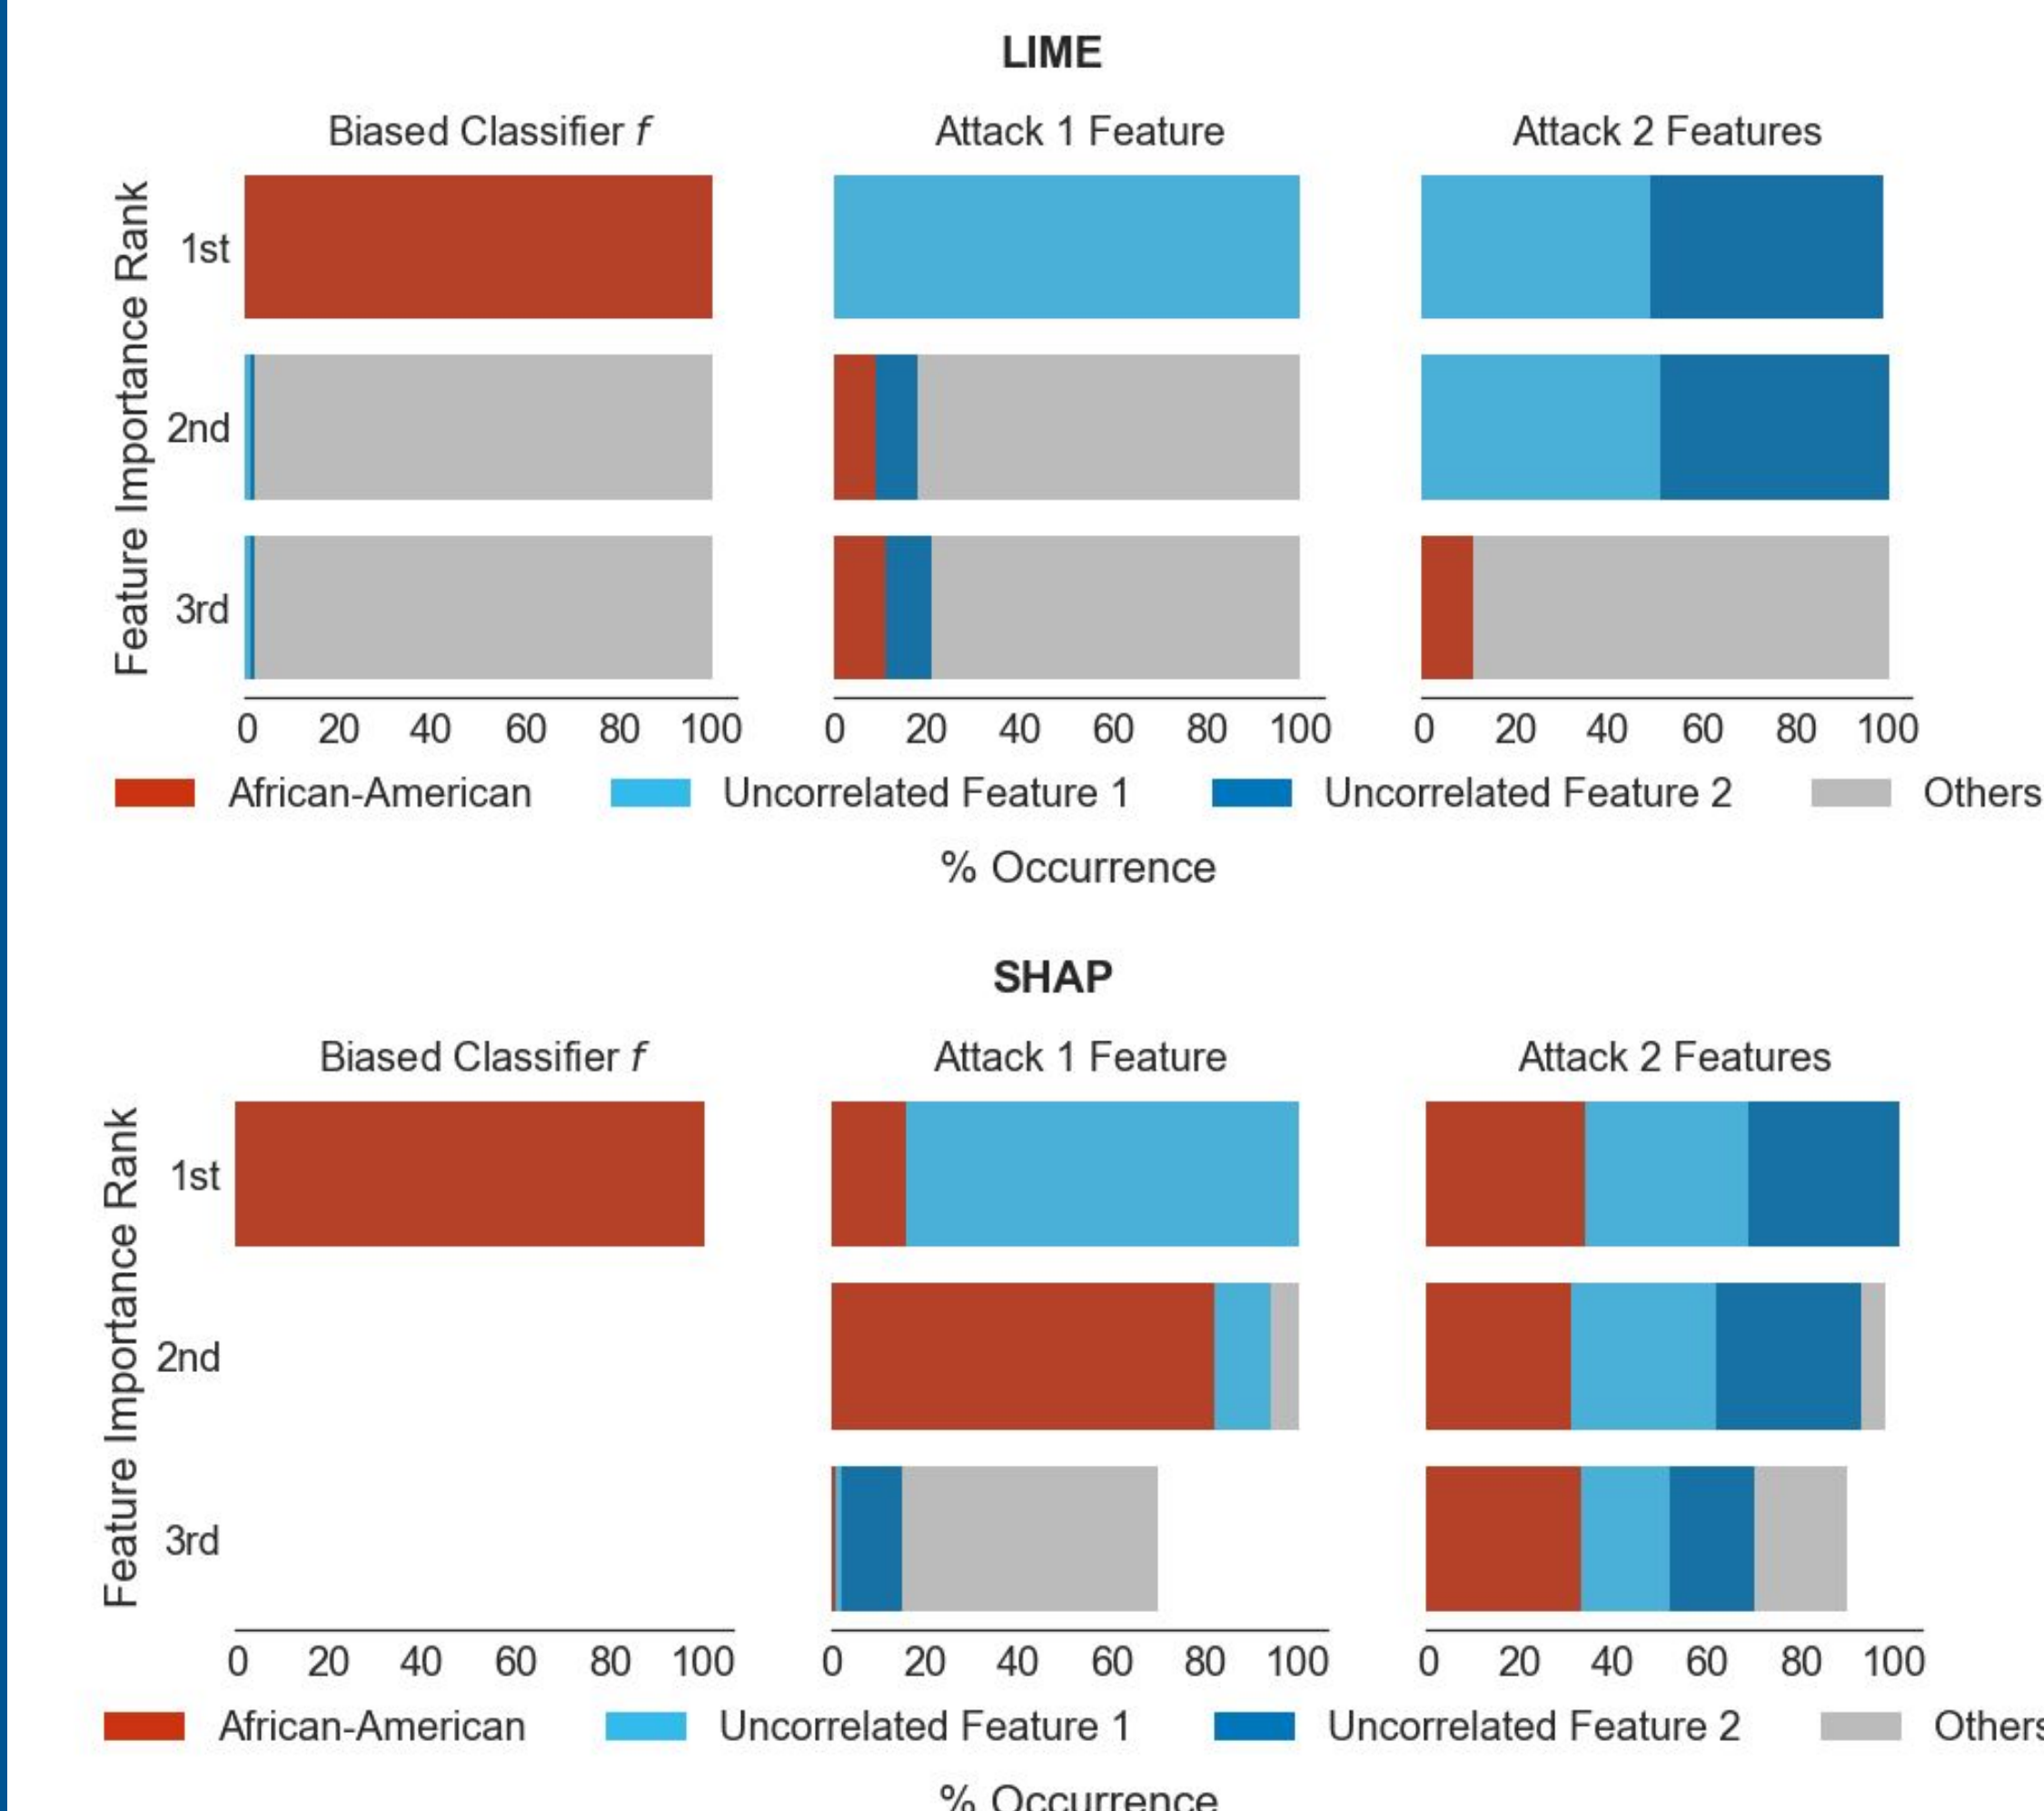 LIME
Biased Classifier f
Attack 1 Feature
Attack 2 Features
Feature Importance Rank
1st
2nd
3rd
0 20 40 60 80 100
0 20 40 60 80 100
0 20 40 60 80 100
African-American
Uncorrelated Feature 1
Uncorrelated Feature 2
Others
% Occurrence
SHAP
Biased Classifier f
Attack 1 Feature
Attack 2 Features
Feature Importance Rank
1st
2nd
3rd
0 20 40 60 80 100
0 20 40 60 80 100
0 20 40 60 80 100
African-American
Uncorrelated Feature 1
Uncorrelated Feature 2
Others
% Occurrence